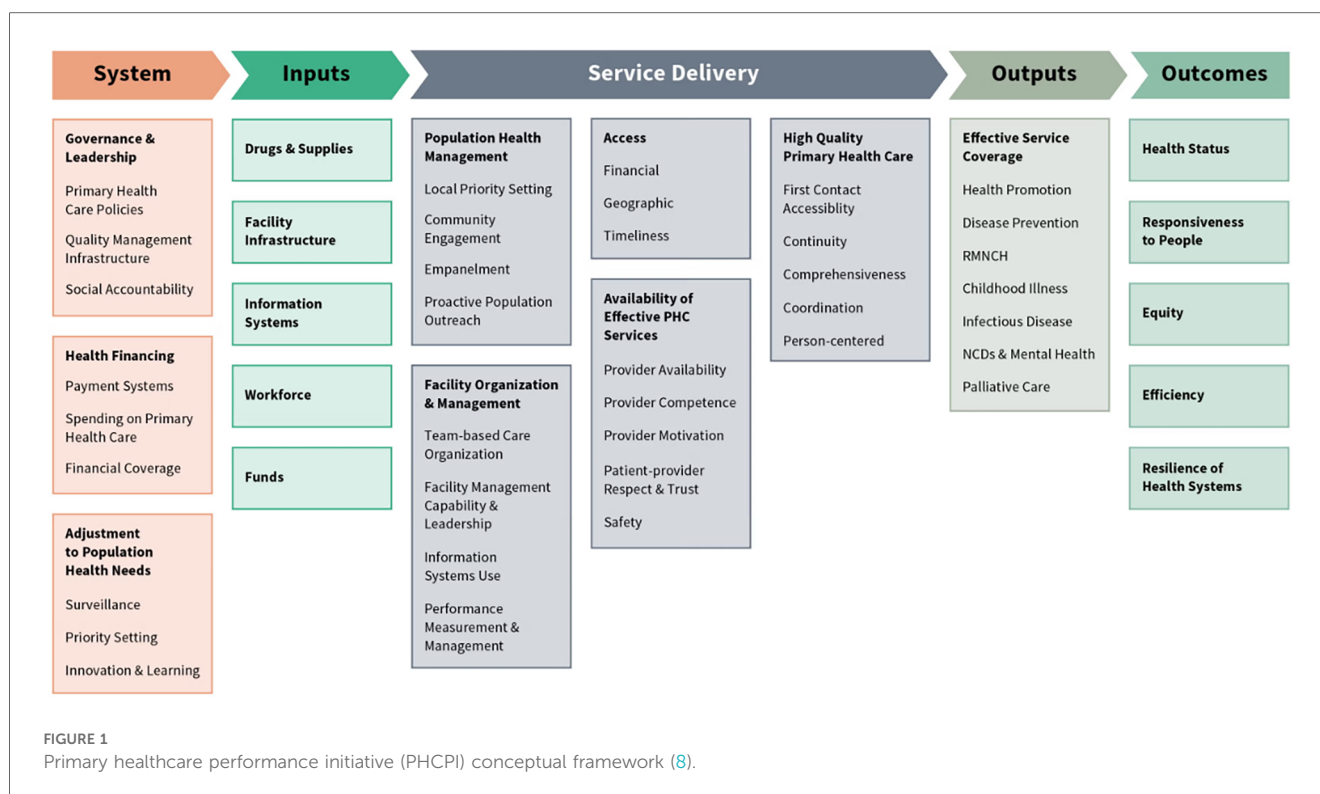 System
Inputs
Service Delivery
Outputs
Outcomes
Governance &
Leadership
Primary Health
Care Policies
Quality Management
Infrastructure
Social Accountability
Health Financing
Payment Systems
Spending on Primary
Health Care
Financial Coverage
Adjustment
to Population
Health Needs
Surveillance
Priority Setting
Innovation & Learning
Drugs & Supplies
Facility
Infrastructure
Information
Systems
Workforce
Funds
Population Health
Management
Local Priority Setting
Community
Engagement
Empanelment
Proactive Population
Outreach
Facility Organization
& Management
Team-based Care
Organization
Facility Management
Capability &
Leadership
Information
Systems Use
Performance
Measurement &
Management
Access
Financial
Geographic
Timeliness
Availability of
Effective PHC
Services
Provider Availability
Provider Competence
Provider Motivation
Patient-provider
Respect & Trust
Safety
High Quality
Primary Health Care
First Contact
Accessiblity
Continuity
Comprehensiveness
Coordination
Person-centered
Effective Service
Coverage
Health Promotion
Disease Prevention
RMNCH
Childhood Illness
Infectious Disease
NCDs & Mental Health
Palliative Care
Health Status
Responsiveness
to People
Equity
Efficiency
Resilience of
Health Systems
FIGURE 1
Primary healthcare performance initiative (PHCPI) conceptual framework (8).